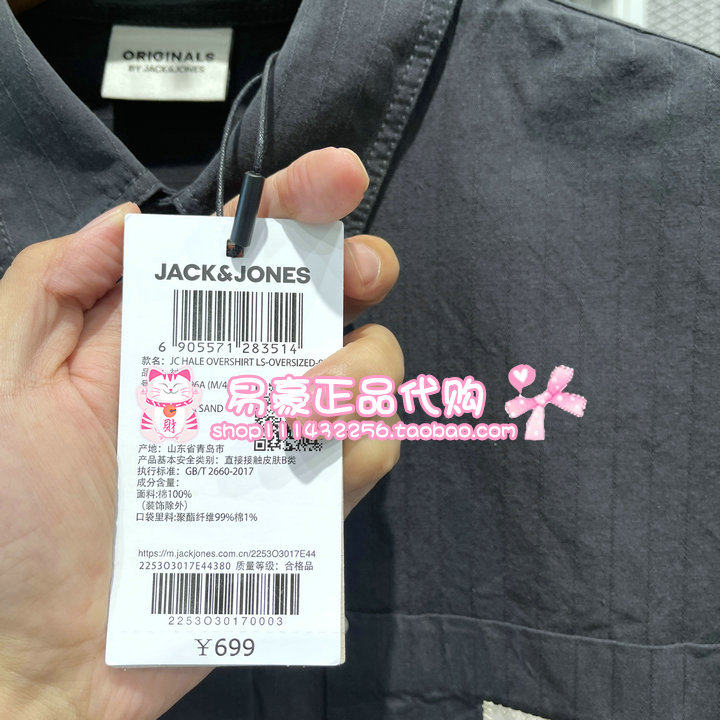 ORIGINALS
BY JACK&JONES
JACK&JONES
6 905571 283514
款名: JC HALE OVERSHIRT LS-OVERSIZED
96A (M/4
SAND
易豪正品代购
shop111432256.taobao.com
財
产地: 山东省青岛市
产品基本安全类别: 直接接触皮肤B类
执行标准: GB/T 2660-2017
成分含量:
面料:棉100%
(装饰除外)
口袋里料:聚酯纤维99%棉1%
https://m.jackjones.com.cn/2253O3017E44
2253O3017E44380 质量等级: 合格品
2253O30170003
¥699